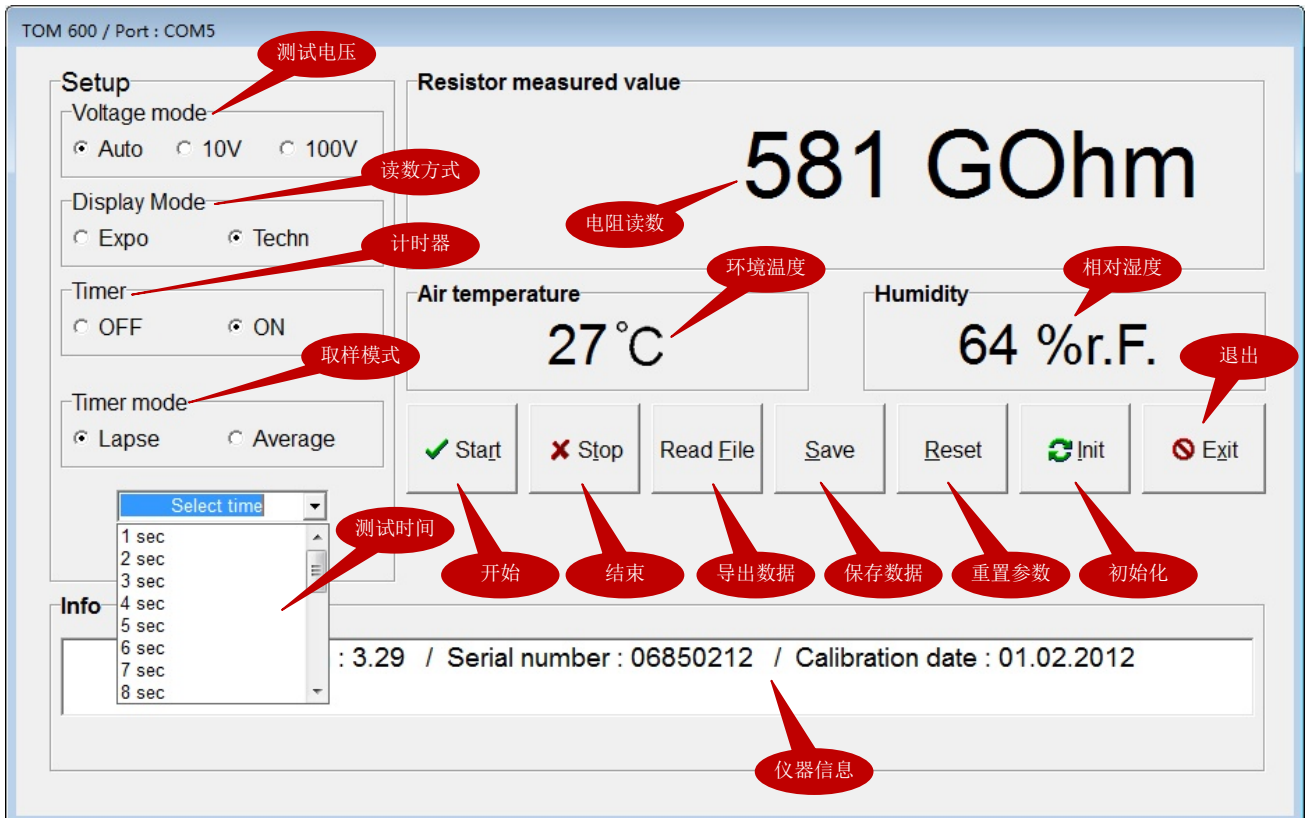 TOM 600 / Port : COM5
测试电压
Setup
Voltage mode
Auto 10V 100V
读数方式
Display Mode
Expo Techn
计时器
Timer
OFF ON
取样模式
Timer mode
Lapse Average
Select time
1 sec
2 sec
3 sec
4 sec
5 sec
6 sec
7 sec
8 sec
测试时间
Resistor measured value
581 GOhm
电阻读数
环境温度
相对湿度
Air temperature
27 °C
Humidity
64 %r.F.
退出
Start Stop Read File Save Reset Init Exit
开始 结束 导出数据 保存数据 重置参数 初始化
Info
: 3.29 / Serial number : 06850212 / Calibration date : 01.02.2012
仪器信息